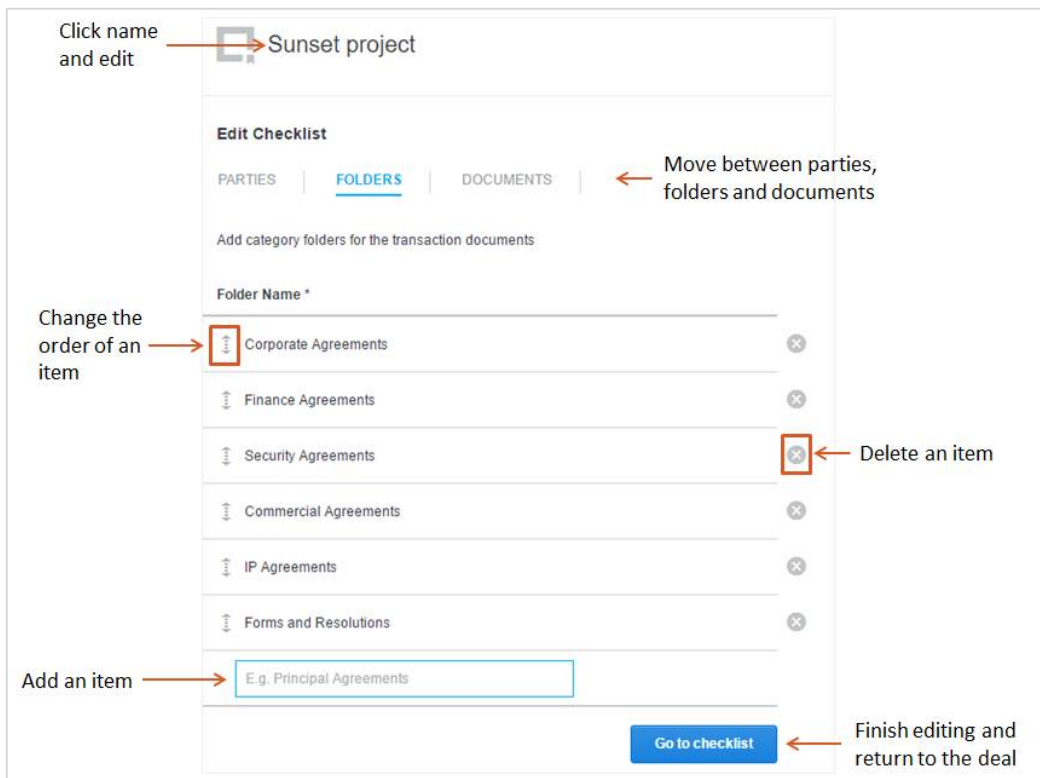 Click name
and edit
Sunset project
Edit Checklist
PARTIES FOLDERS DOCUMENTS
Move between parties,
folders and documents
Add category folders for the transaction documents
Folder Name *
Change the
order of an
item
Corporate Agreements
Finance Agreements
Security Agreements
Delete an item
Commercial Agreements
IP Agreements
Forms and Resolutions
Add an item
E.g. Principal Agreements
Go to checklist
Finish editing and
return to the deal